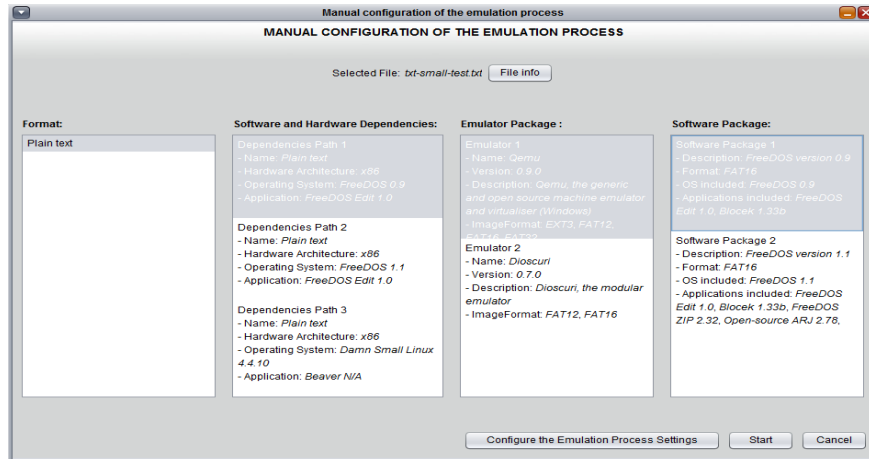 Manual configuration of the emulation process
MANUAL CONFIGURATION OF THE EMULATION PROCESS
Selected File: txt-small-test.txt
File info
Format:
Plain text
Software and Hardware Dependencies:
Dependencies Path 1
- Name: Plain text
- Hardware Architecture: x86
- Operating System: FreeDOS 0.9
- Application: FreeDOS Edit 1.0
Dependencies Path 2
- Name: Plain text
- Hardware Architecture: x86
- Operating System: FreeDOS 1.1
- Application: FreeDOS Edit 1.0
Dependencies Path 3
- Name: Plain text
- Hardware Architecture: x86
- Operating System: Damn Small Linux
4.4.10
- Application: Beaver N/A
Emulator Package :
Emulator 1
- Name: Qemu
- Version: 0.9.0
- Description: Qemu, the generic
and open source machine emulator
and virtualiser (Windows)
- ImageFormat: EXT3, FAT12,
FAT16, FAT32
Emulator 2
- Name: Dioscuri
- Version: 0.7.0
- Description: Dioscuri, the modular
emulator
- ImageFormat: FAT12, FAT16
Software Package:
Software Package 1
- Description: FreeDOS version 0.9
- Format: FAT16
- OS included: FreeDOS 0.9
- Applications included: FreeDOS
Edit 1.0, Blocek 1.33b
Software Package 2
- Description: FreeDOS version 1.1
- Format: FAT16
- OS included: FreeDOS 1.1
- Applications included: FreeDOS
Edit 1.0, Blocek 1.33b, FreeDOS
ZIP 2.32, Open-source ARJ 2.78,
Configure the Emulation Process Settings
Start
Cancel